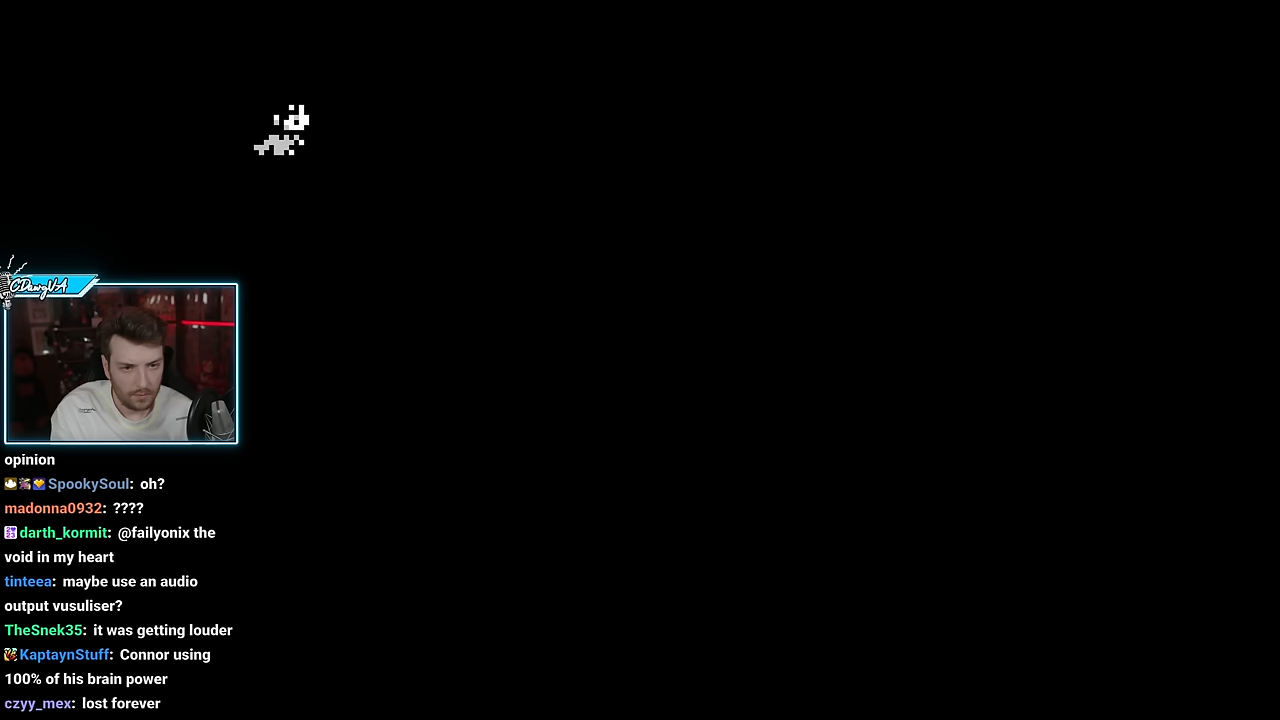 CDawgVA
opinion
SpookySoul: oh?
madonna0932: ????
darth_kormit: @failyonix the
void in my heart
tinteea: maybe use an audio
output vusuliser?
TheSnek35: it was getting louder
KaptaynStuff: Connor using
100% of his brain power
czyy_mex: lost forever